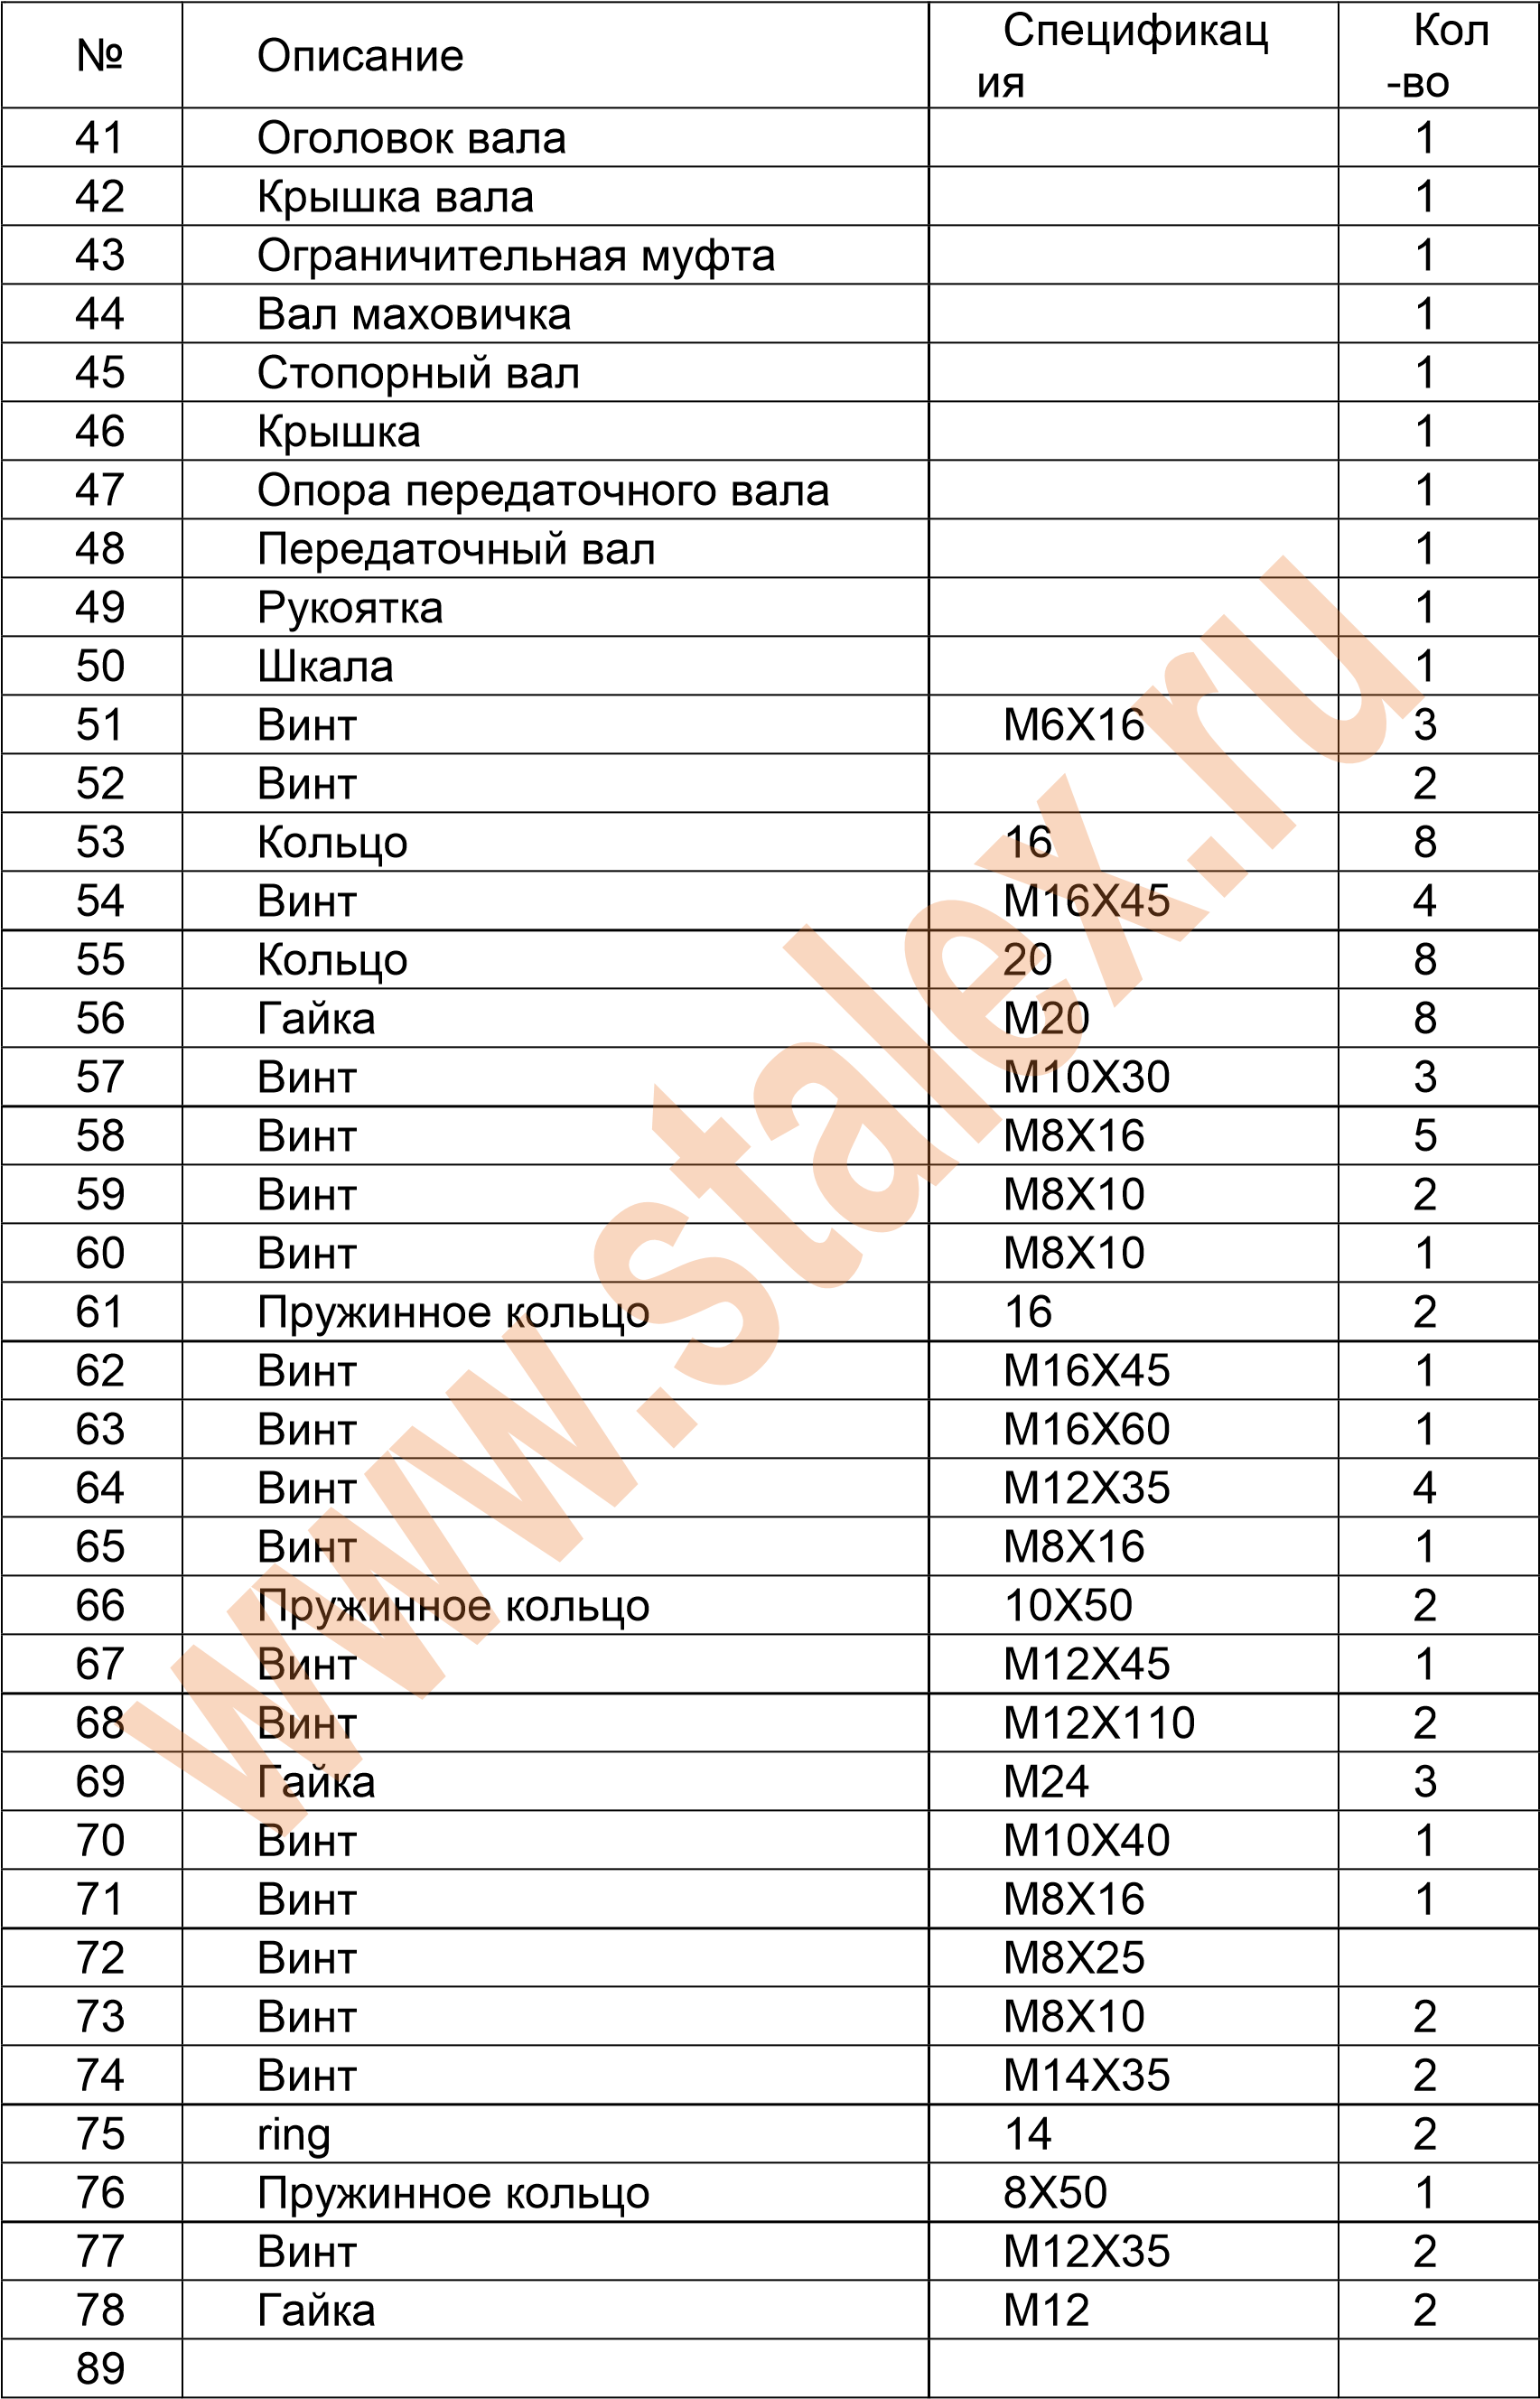 № Описание Спецификац
ия Кол
-во
41 Оголовок вала 1
42 Крышка вала 1
43 Ограничительная муфта 1
44 Вал маховичка 1
45 Стопорный вал 1
46 Крышка 1
47 Опора передаточного вала 1
48 Передаточный вал 1
49 Рукоятка 1
50 Шкала 1
51 Винт M6X16 3
52 Винт 2
53 Кольцо 16 8
54 Винт M16X45 4
55 Кольцо 20 8
56 Гайка M20 8
57 Винт M10X30 3
58 Винт M8X16 5
59 Винт M8X10 2
60 Винт M8X10 1
61 Пружинное кольцо 16 2
62 Винт M16X45 1
63 Винт M16X60 1
64 Винт M12X35 4
65 Винт M8X16 1
66 Пружинное кольцо 10X50 2
67 Винт M12X45 1
68 Винт M12X110 2
69 Гайка M24 3
70 Винт M10X40 1
71 Винт M8X16 1
72 Винт M8X25
73 Винт M8X10 2
74 Винт M14X35 2
75 ring 14 2
76 Пружинное кольцо 8X50 1
77 Винт M12X35 2
78 Гайка M12 2
89
www.stalex.ru